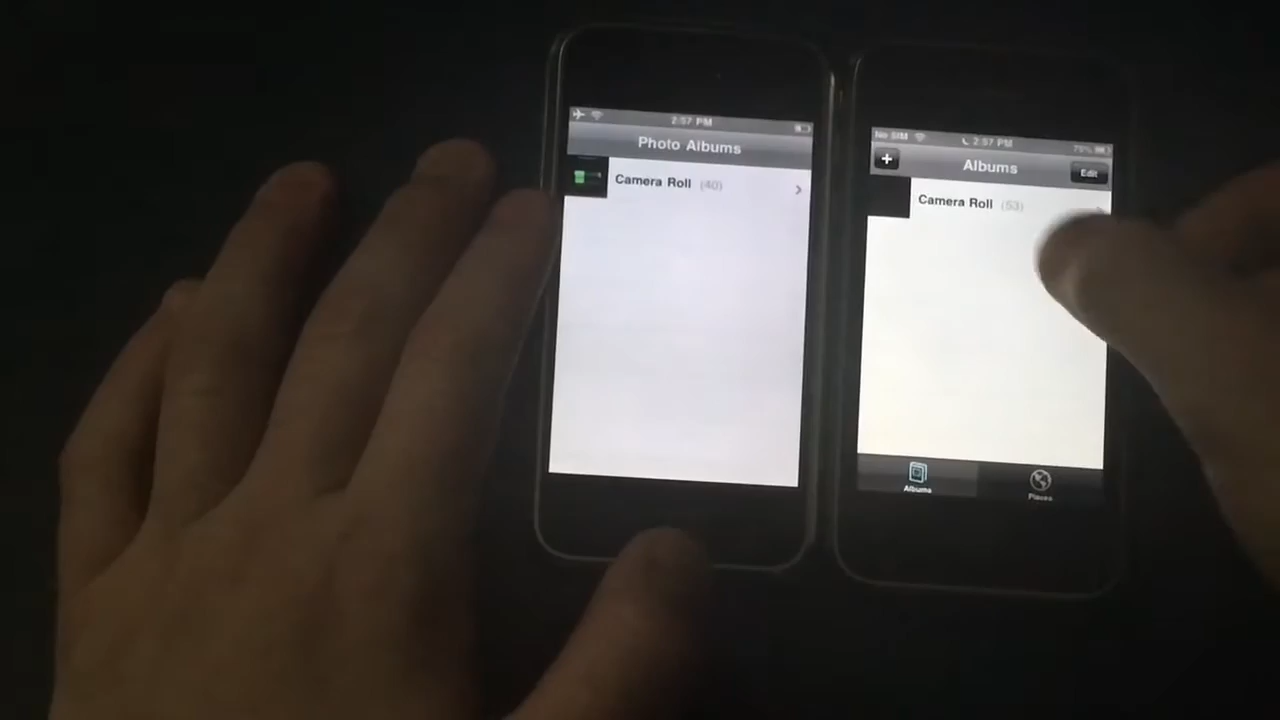 2:57 PM
Photo Albums
Camera Roll (40)
No SIM 2:57 PM 79%
+ Albums Edit
Camera Roll (53)
Albums Places